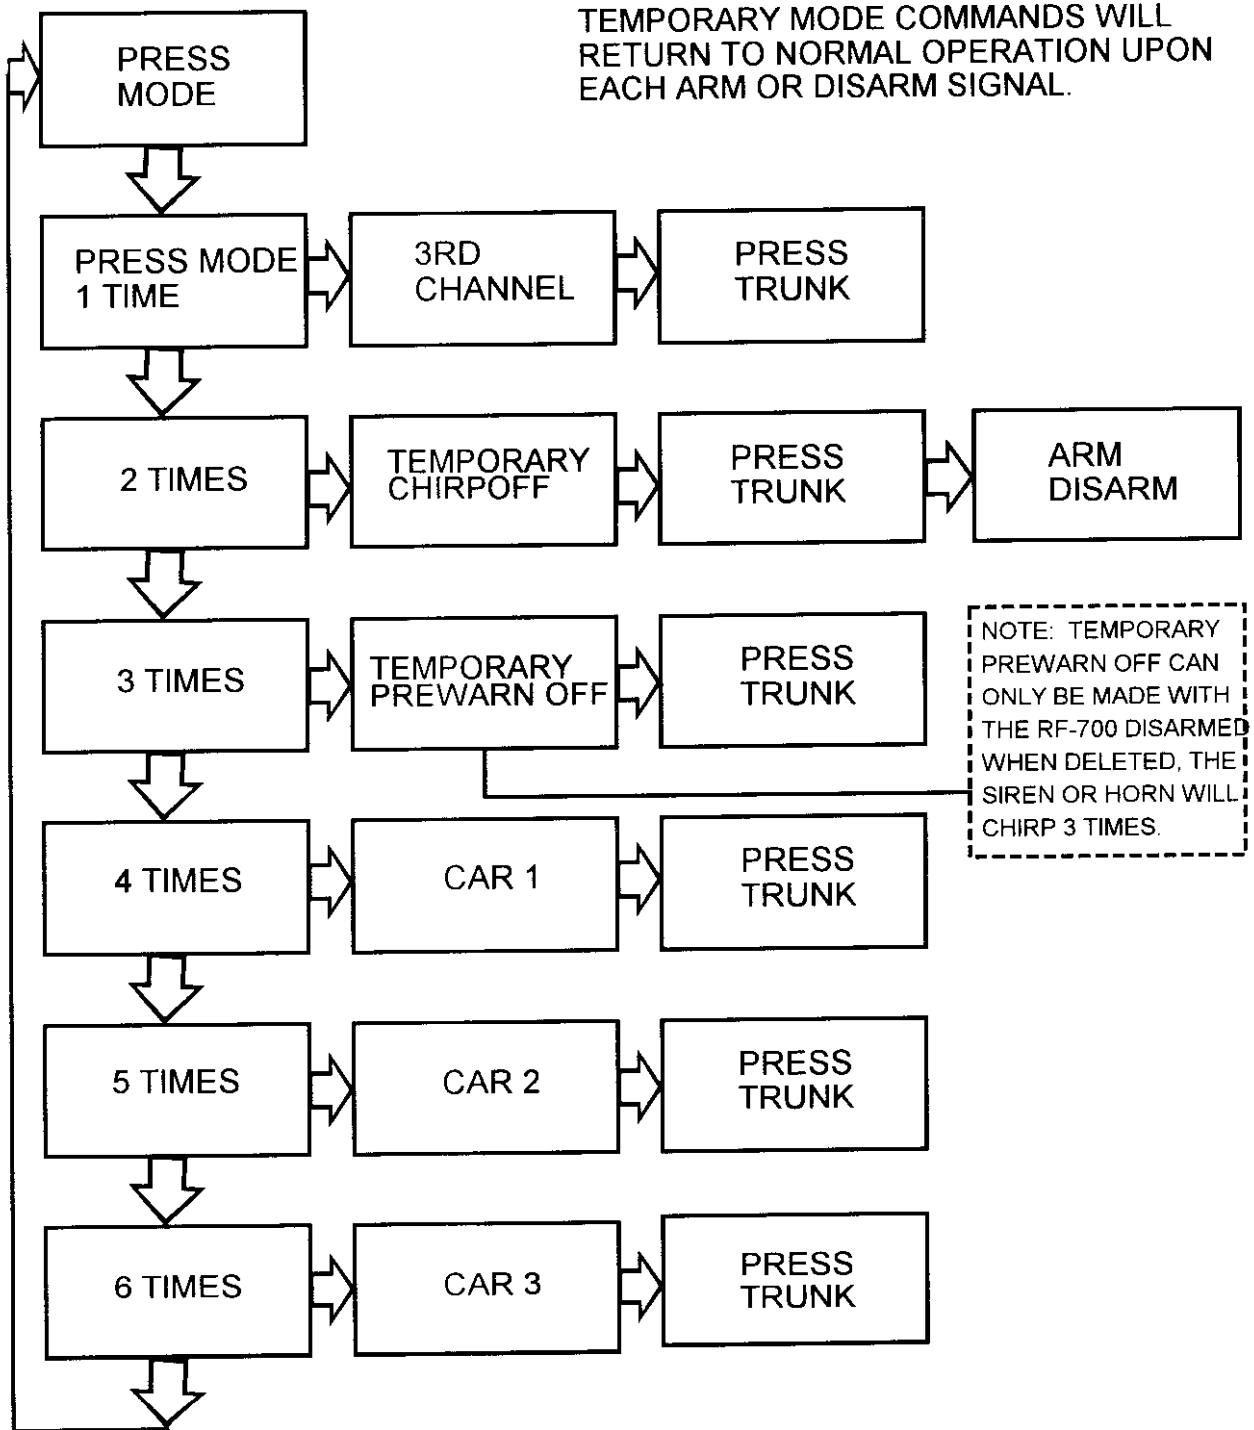 TEMPORARY MODE COMMANDS WILL
RETURN TO NORMAL OPERATION UPON
EACH ARM OR DISARM SIGNAL.
PRESS
MODE
PRESS MODE
1 TIME
3RD
CHANNEL
PRESS
TRUNK
2 TIMES
TEMPORARY
CHIRPOFF
PRESS
TRUNK
ARM
DISARM
3 TIMES
TEMPORARY
PREWARN OFF
PRESS
TRUNK
NOTE: TEMPORARY
PREWARN OFF CAN
ONLY BE MADE WITH
THE RF-700 DISARMED
WHEN DELETED, THE
SIREN OR HORN WILL
CHIRP 3 TIMES.
4 TIMES
CAR 1
PRESS
TRUNK
5 TIMES
CAR 2
PRESS
TRUNK
6 TIMES
CAR 3
PRESS
TRUNK